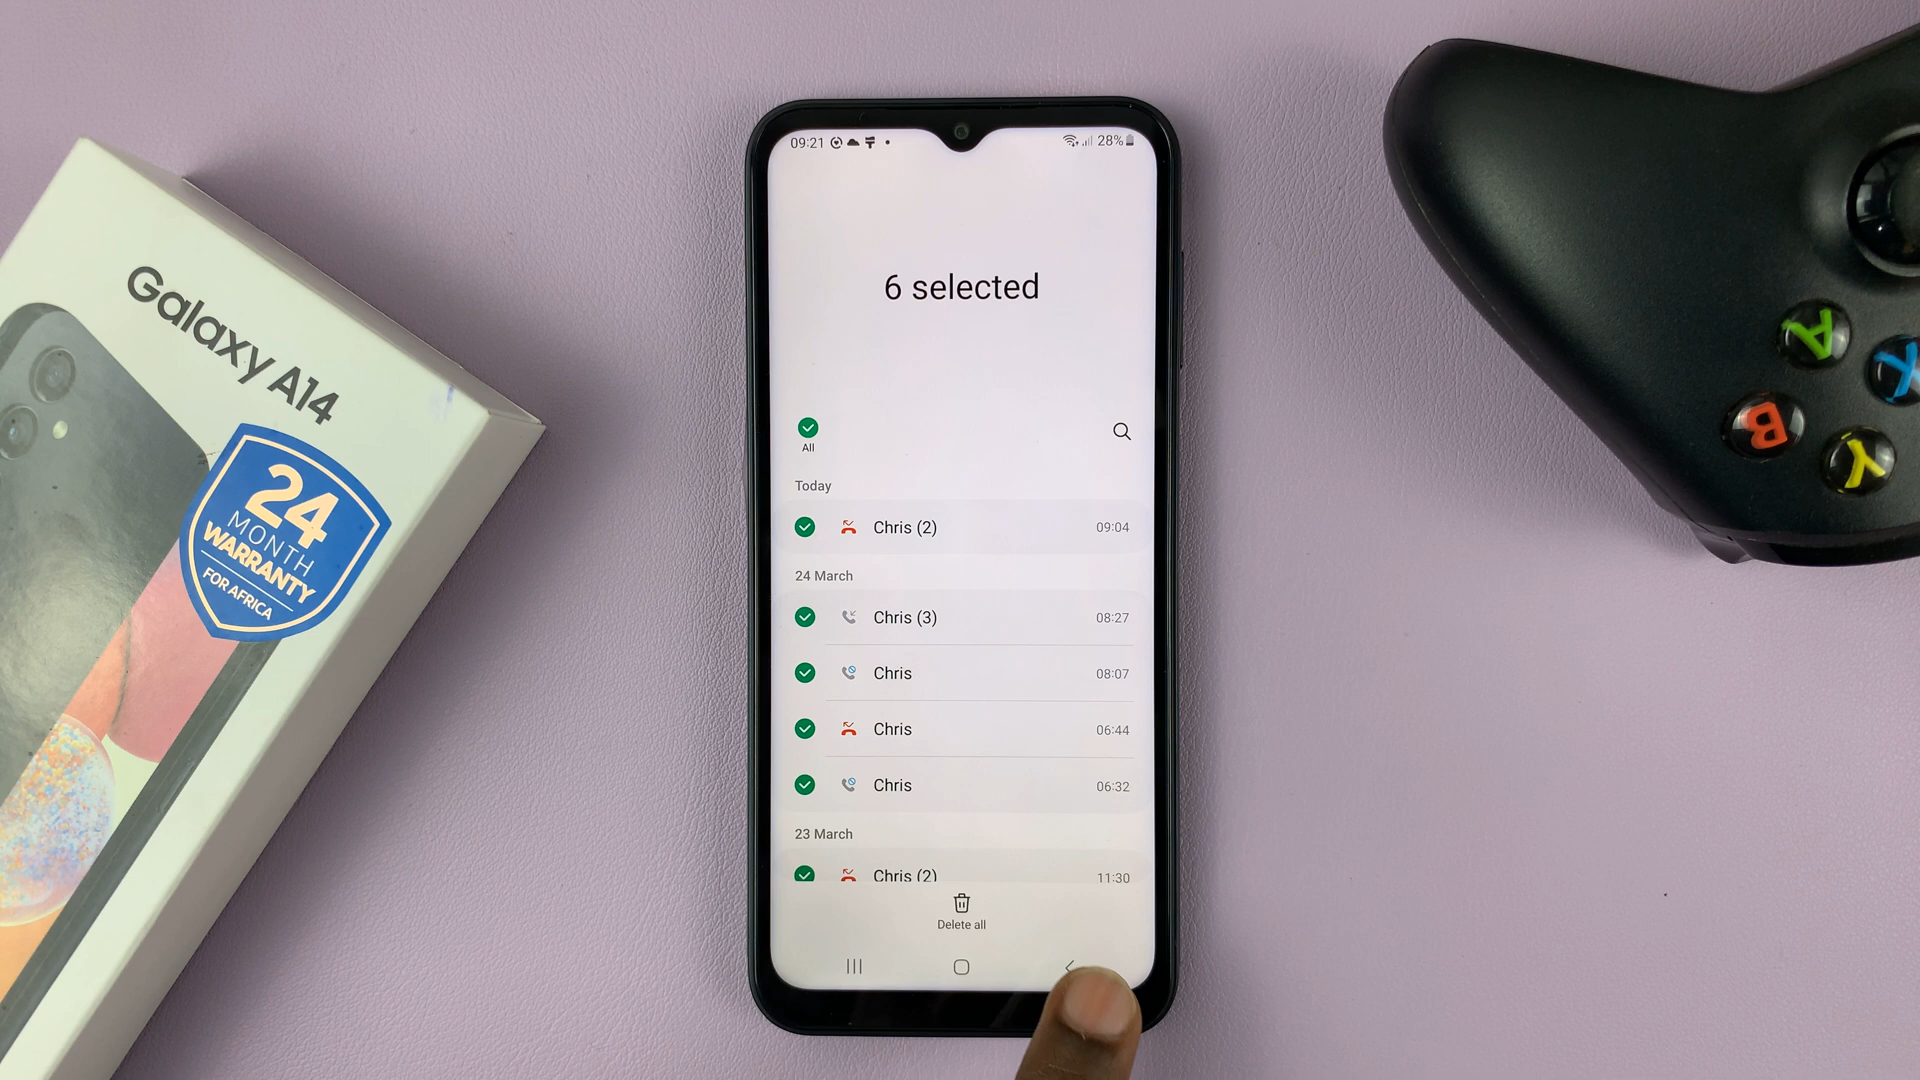 Galaxy A14
24
MONTH
WARRANTY
FOR AFRICA
09:21
28%
6 selected
All
Today
Chris (2) 09:04
24 March
Chris (3) 08:27
Chris 08:07
Chris 06:44
Chris 06:32
23 March
Chris (2) 11:30
Delete all
A
X
B
Y